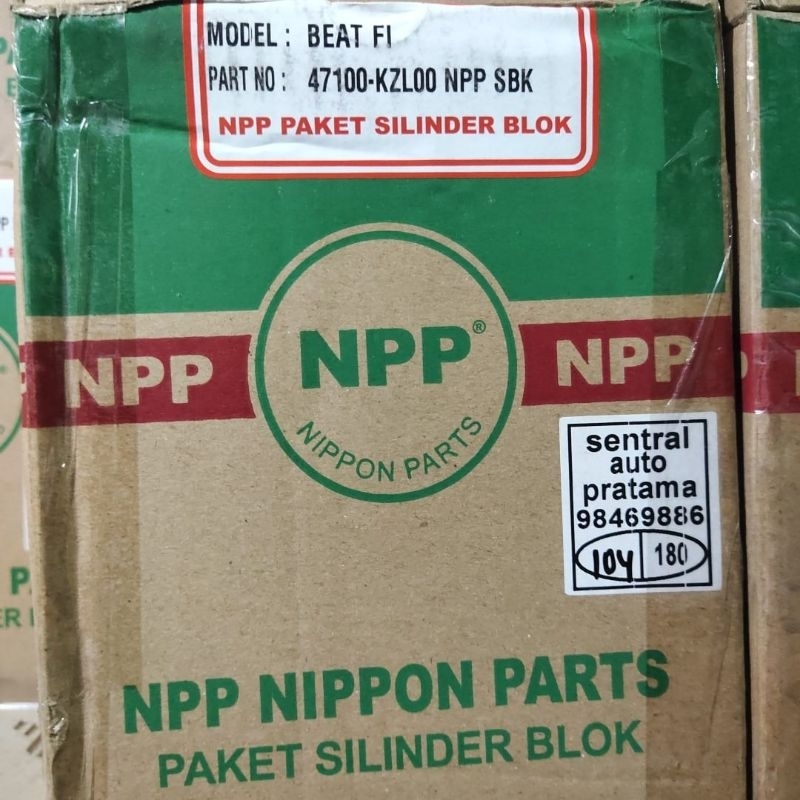 MODEL : BEAT FI
PART NO : 47100-KZL00 NPP SBK
NPP PAKET SILINDER BLOK
NPP
NPP®
NIPPON PARTS
NPP
sentral
auto
pratama
98469886
104 180
NPP NIPPON PARTS
PAKET SILINDER BLOK